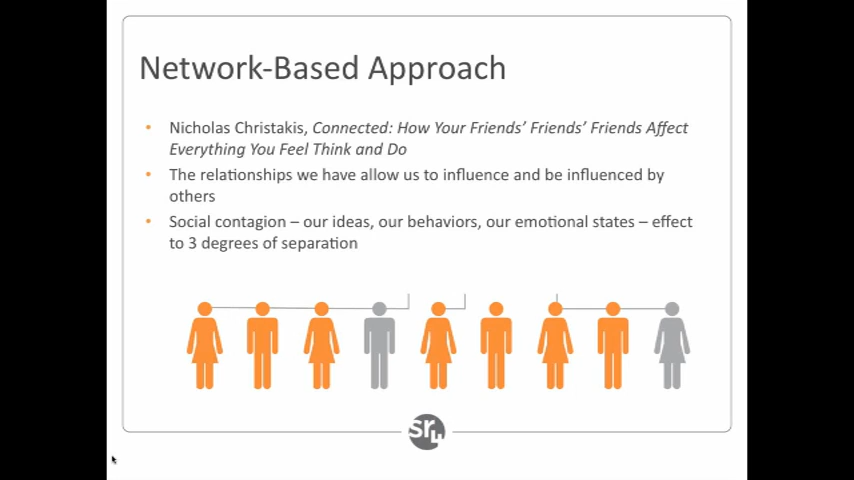 Network-Based Approach
• Nicholas Christakis, Connected: How Your Friends' Friends' Friends Affect
Everything You Feel Think and Do
• The relationships we have allow us to influence and be influenced by
others
• Social contagion – our ideas, our behaviors, our emotional states – effect
to 3 degrees of separation
sr4